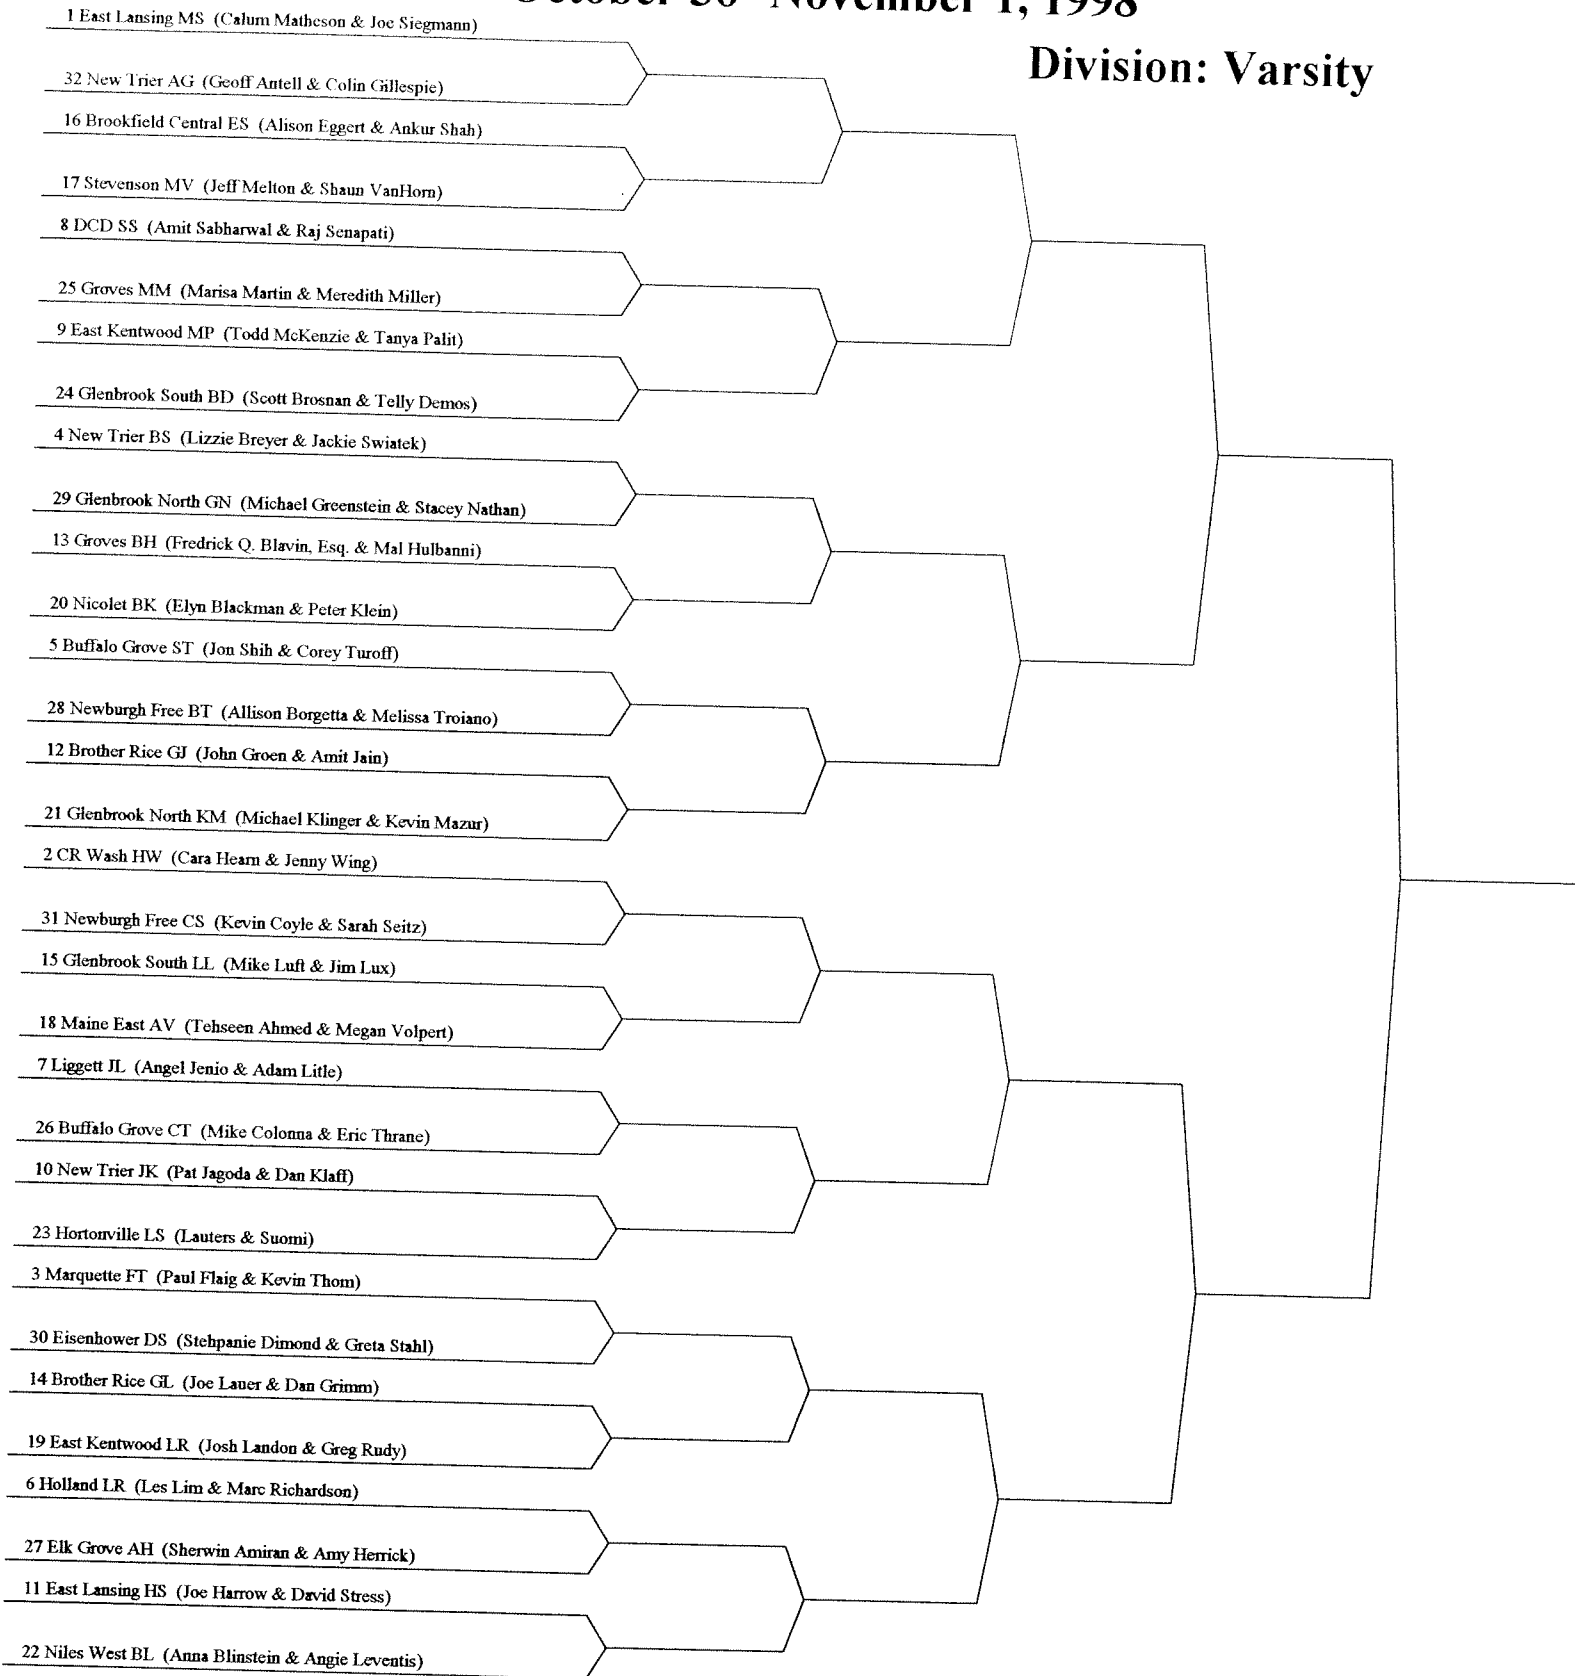 October 30- November 1, 1998
Division: Varsity
1 East Lansing MS (Calum Matheson & Joe Siegmann)
32 New Trier AG (Geoff Antell & Colin Gillespie)
16 Brookfield Central ES (Alison Eggert & Ankur Shah)
17 Stevenson MV (Jeff Melton & Shaun VanHorn)
8 DCD SS (Amit Sabharwal & Raj Senapati)
25 Groves MM (Marisa Martin & Meredith Miller)
9 East Kentwood MP (Todd McKenzie & Tanya Palit)
24 Glenbrook South BD (Scott Brosnan & Telly Demos)
4 New Trier BS (Lizzie Breyer & Jackie Swiatek)
29 Glenbrook North GN (Michael Greenstein & Stacey Nathan)
13 Groves BH (Fredrick Q. Blavin, Esq. & Mal Hulbanni)
20 Nicolet BK (Elyn Blackman & Peter Klein)
5 Buffalo Grove ST (Jon Shih & Corey Turoff)
28 Newburgh Free BT (Allison Borgetta & Melissa Troiano)
12 Brother Rice GJ (John Groen & Amit Jain)
21 Glenbrook North KM (Michael Klinger & Kevin Mazur)
2 CR Wash HW (Cara Hearn & Jenny Wing)
31 Newburgh Free CS (Kevin Coyle & Sarah Seitz)
15 Glenbrook South LL (Mike Luft & Jim Lux)
18 Maine East AV (Tehseen Ahmed & Megan Volpert)
7 Liggett JL (Angel Jenio & Adam Litle)
26 Buffalo Grove CT (Mike Colonna & Eric Thrane)
10 New Trier JK (Pat Jagoda & Dan Klaff)
23 Hortonville LS (Lauters & Suomi)
3 Marquette FT (Paul Flaig & Kevin Thom)
30 Eisenhower DS (Stehpanie Dimond & Greta Stahl)
14 Brother Rice GL (Joe Lauer & Dan Grimm)
19 East Kentwood LR (Josh Landon & Greg Rudy)
6 Holland LR (Les Lim & Marc Richardson)
27 Elk Grove AH (Sherwin Amiran & Amy Herrick)
11 East Lansing HS (Joe Harrow & David Stress)
22 Niles West BL (Anna Blinstein & Angie Leventis)